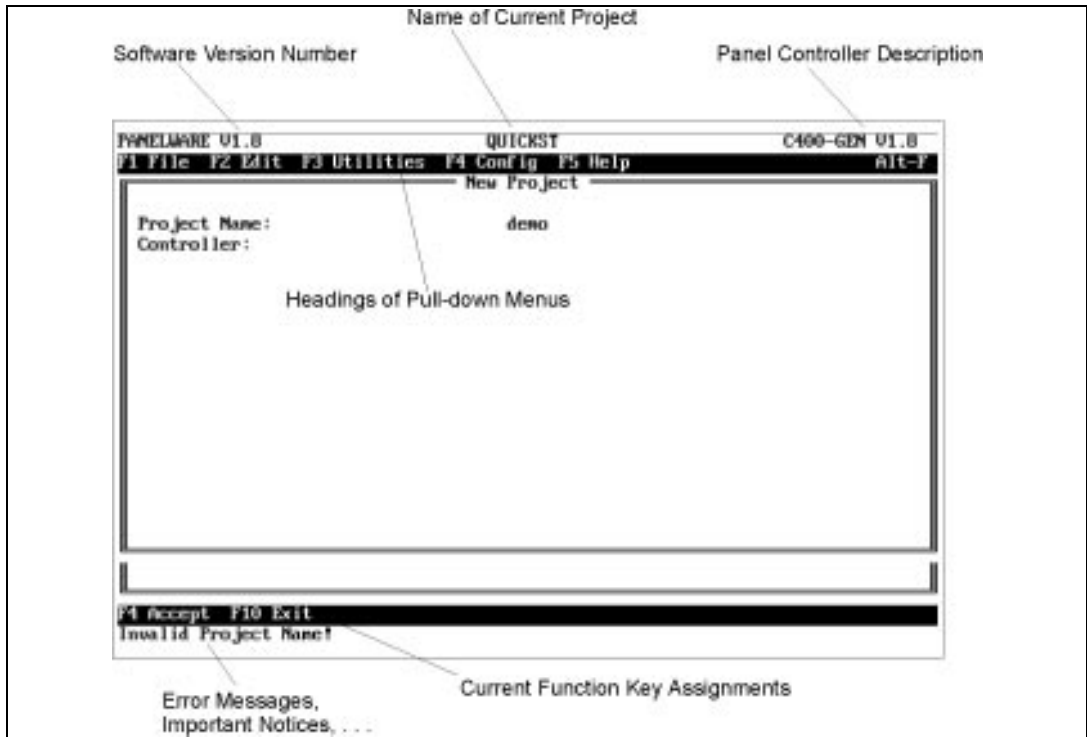 Name of Current Project
Software Version Number
Panel Controller Description
PANELWARE V1.8 QUICKST C400-GEN V1.8
F1 File F2 Edit F3 Utilities F4 Config F5 Help Alt-F
New Project
Project Name: demo
Controller:
Headings of Pull-down Menus
F4 Accept F10 Exit
Invalid Project Name!
Current Function Key Assignments
Error Messages,
Important Notices, . . .